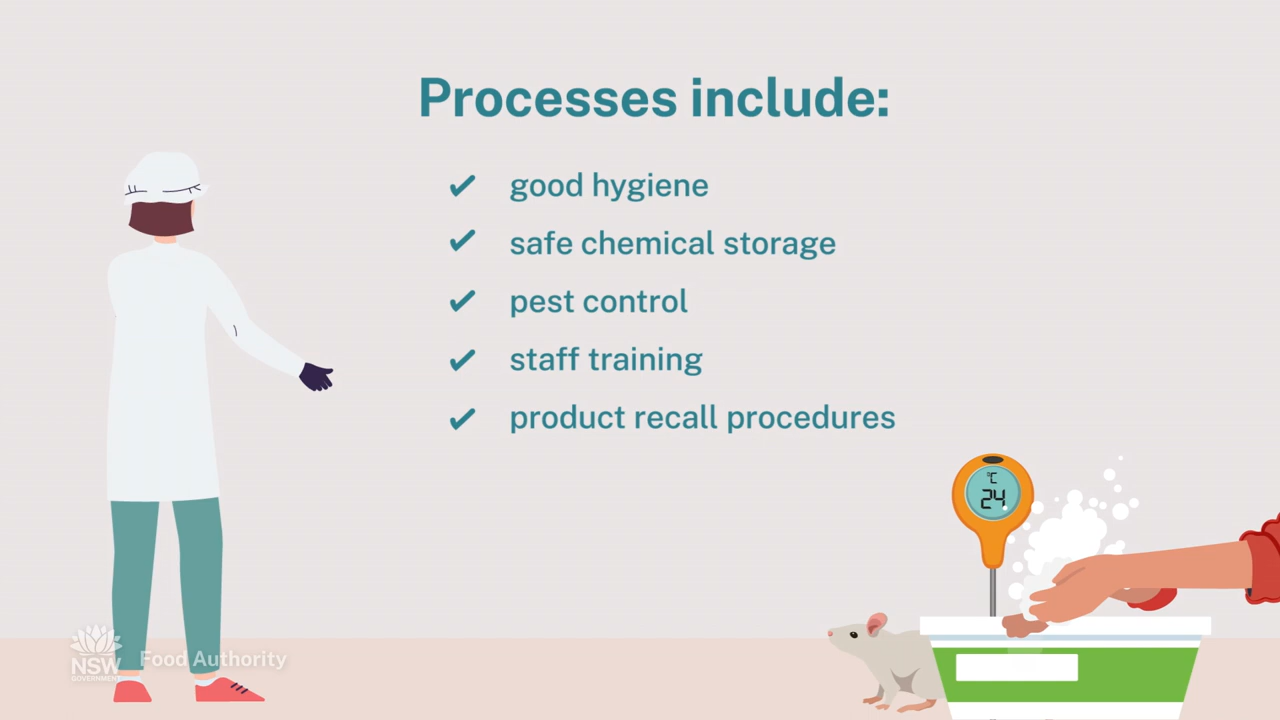 Processes include:
✔ good hygiene
✔ safe chemical storage
✔ pest control
✔ staff training
✔ product recall procedures
°C
24
NSW
GOVERNMENT
Food Authority